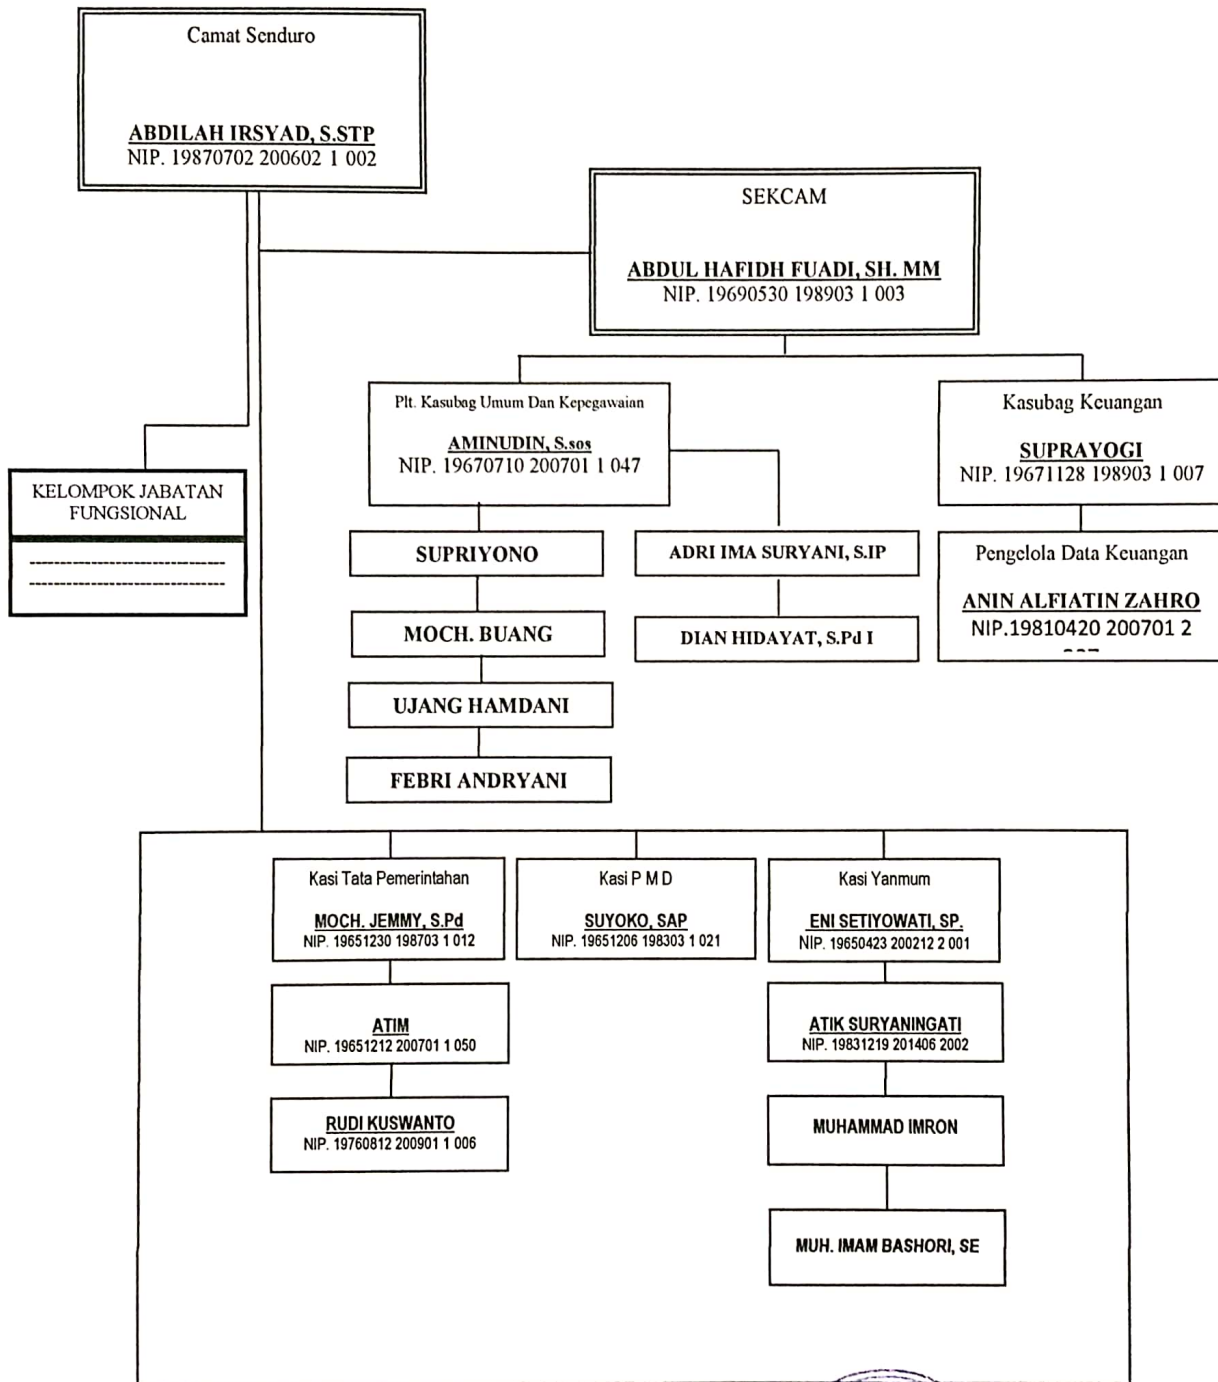 Camat Senduro
ABDILAH IRSYAD, S.STP
NIP. 19870702 200602 1 002
SEKCAM
ABDUL HAFIDH FUADI, SH. MM
NIP. 19690530 198903 1 003
Plt. Kasubag Umum Dan Kepegawaian
AMINUDIN, S.sos
NIP. 19670710 200701 1 047
Kasubag Keuangan
SUPRAYOGI
NIP. 19671128 198903 1 007
KELOMPOK JABATAN
FUNGSIONAL
SUPRIYONO
MOCH. BUANG
UJANG HAMDANI
FEBRI ANDRYANI
ADRI IMA SURYANI, S.IP
DIAN HIDAYAT, S.Pd I
Pengelola Data Keuangan
ANIN ALFIATIN ZAHRO
NIP.19810420 200701 2
Kasi Tata Pemerintahan
MOCH. JEMMY, S.Pd
NIP. 19651230 198703 1 012
ATIM
NIP. 19651212 200701 1 050
RUDI KUSWANTO
NIP. 19760812 200901 1 006
Kasi P M D
SUYOKO, SAP
NIP. 19651206 198303 1 021
Kasi Yanmum
ENI SETIYOWATI, SP.
NIP. 19650423 200212 2 001
ATIK SURYANINGATI
NIP. 19831219 201406 2002
MUHAMMAD IMRON
MUH. IMAM BASHORI, SE